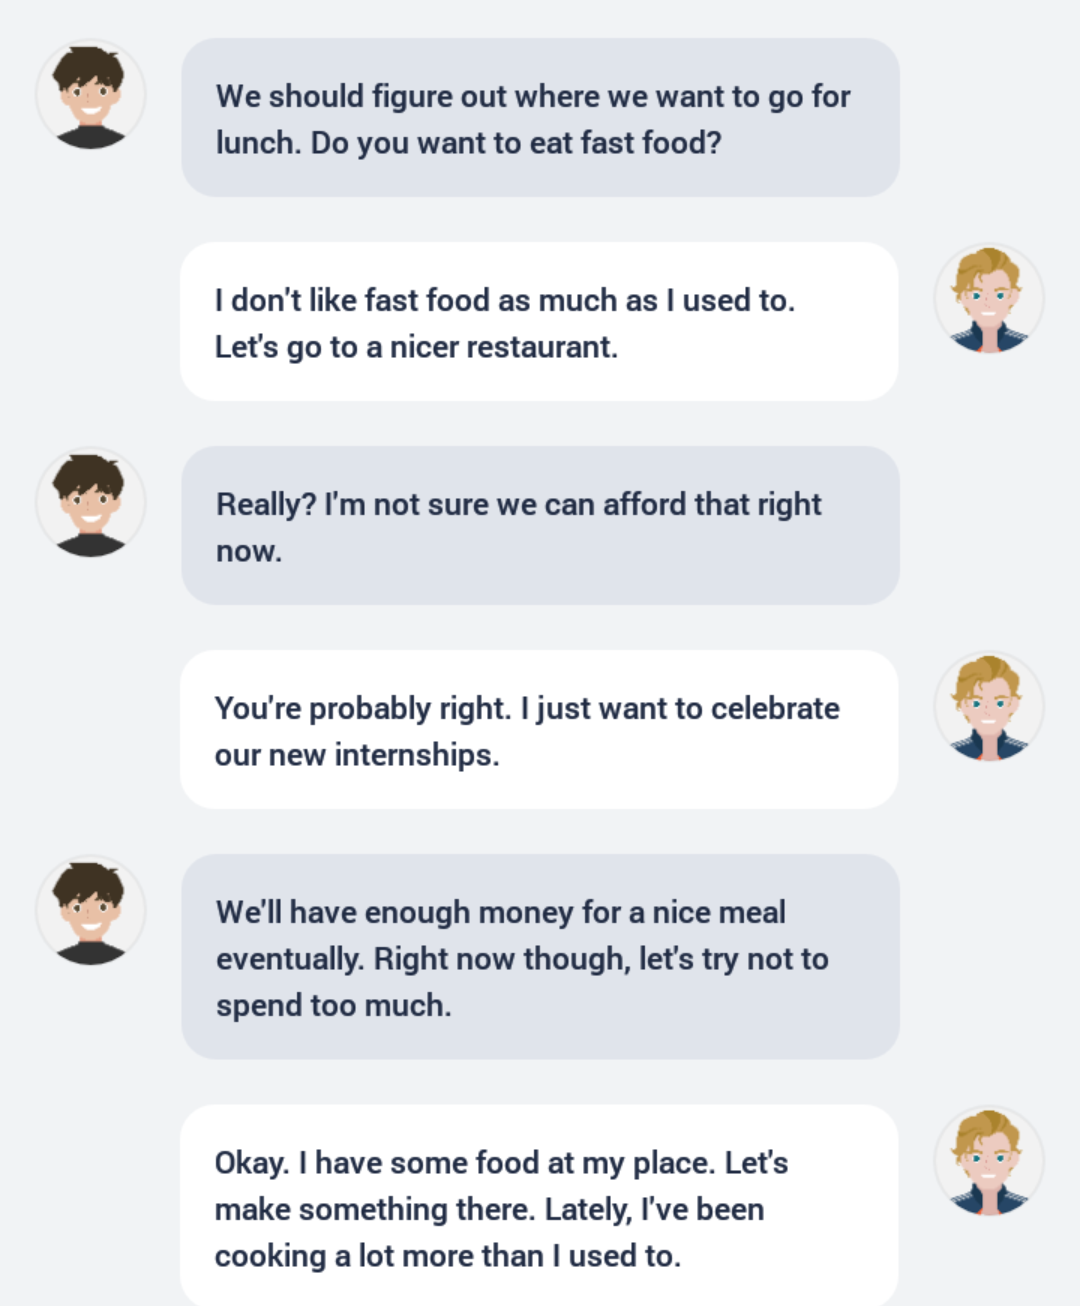 We should figure out where we want to go for
lunch. Do you want to eat fast food?
I don't like fast food as much as I used to.
Let's go to a nicer restaurant.
Really? I'm not sure we can afford that right
now.
You're probably right. I just want to celebrate
our new internships.
We'll have enough money for a nice meal
eventually. Right now though, let's try not to
spend too much.
Okay. I have some food at my place. Let's
make something there. Lately, I've been
cooking a lot more than I used to.